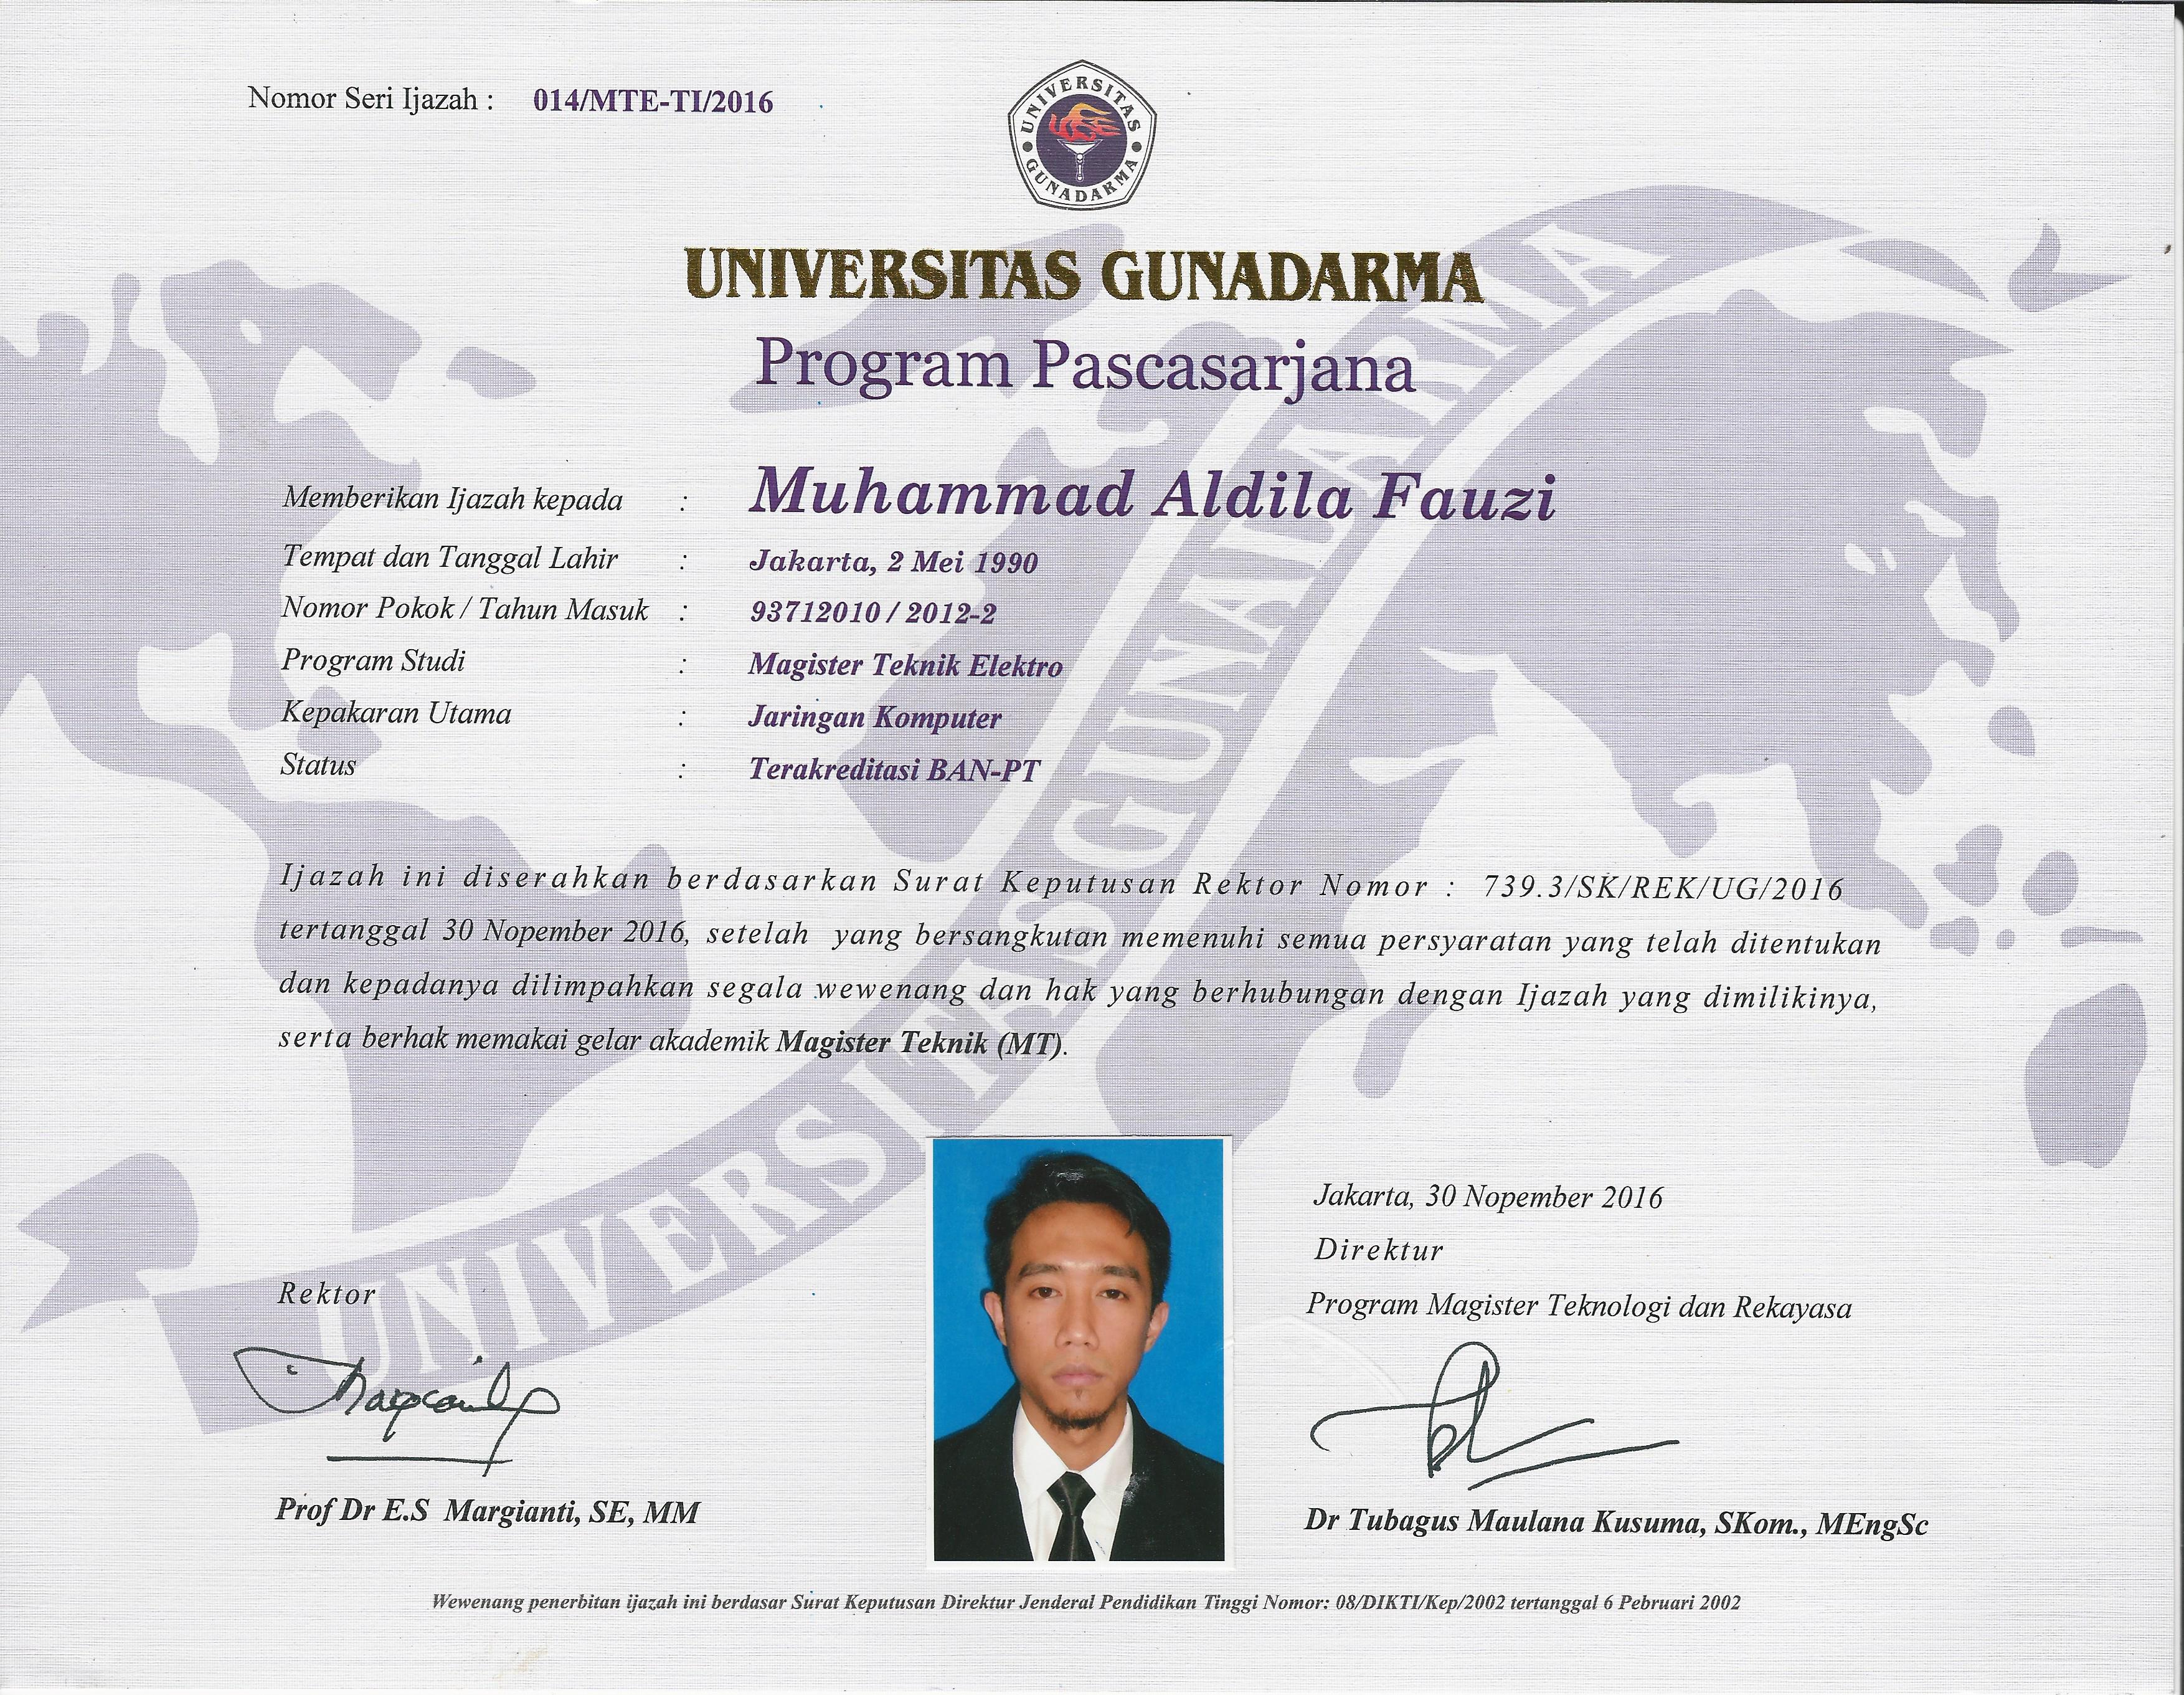 Nomor Seri Ijazah : 014/MTE-TI/2016
UNIVERSITAS GUNADARMA
UNIVERSITAS GUNADARMA
Program Pascasarjana
Memberikan Ijazah kepada : Muhammad Aldila Fauzi
Tempat dan Tanggal Lahir : Jakarta, 2 Mei 1990
Nomor Pokok / Tahun Masuk : 93712010 / 2012-2
Program Studi : Magister Teknik Elektro
Kepakaran Utama : Jaringan Komputer
Status : Terakreditasi BAN-PT
Ijazah ini diserahkan berdasarkan Surat Keputusan Rektor Nomor : 739.3/SK/REK/UG/2016
tertanggal 30 Nopember 2016, setelah yang bersangkutan memenuhi semua persyaratan yang telah ditentukan
dan kepadanya dilimpahkan segala wewenang dan hak yang berhubungan dengan Ijazah yang dimilikinya,
serta berhak memakai gelar akademik Magister Teknik (MT).
UNIVERSITAS GUNADARMA
Jakarta, 30 Nopember 2016
Direktur
Rektor
Program Magister Teknologi dan Rekayasa
Prof Dr E.S Margianti, SE, MM
Dr Tubagus Maulana Kusuma, SKom., MEngSc
Wewenang penerbitan ijazah ini berdasar Surat Keputusan Direktur Jenderal Pendidikan Tinggi Nomor: 08/DIKTI/Kep/2002 tertanggal 6 Pebruari 2002